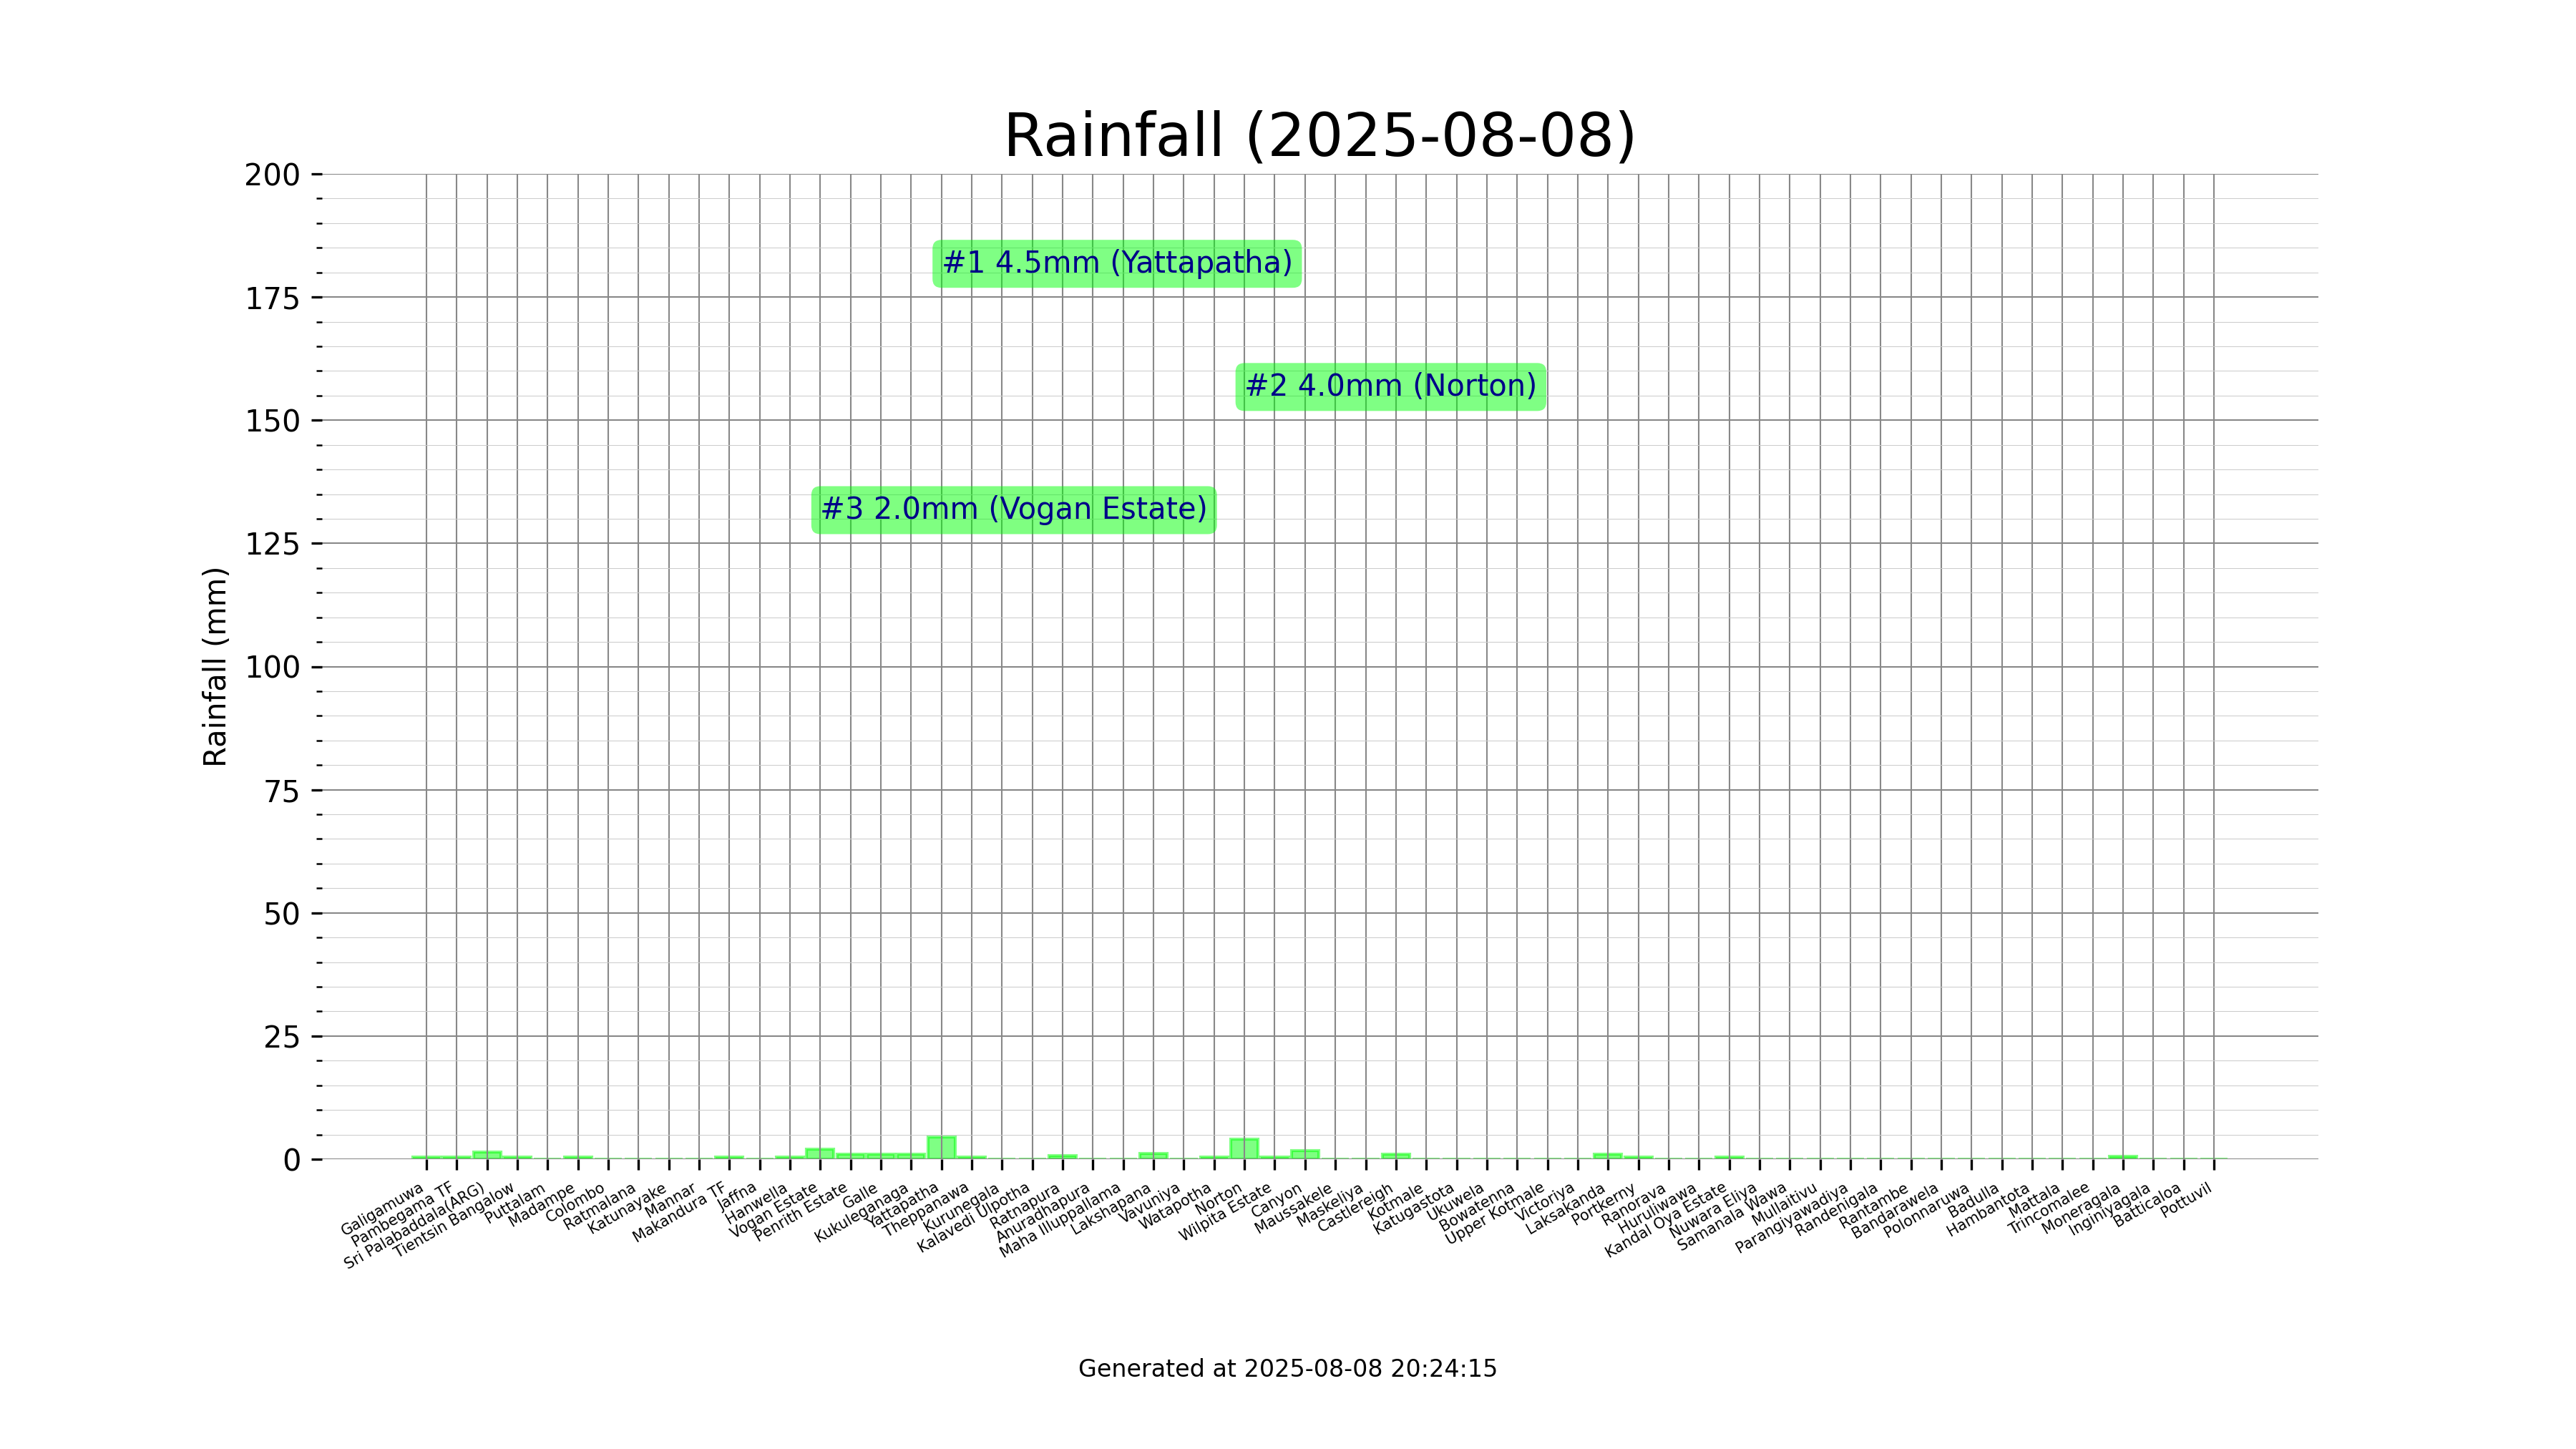 Rainfall (2025-08-08)
200
175
150
125
100
75
50
25
0
Rainfall (mm)
#1 4.5mm (Yattapatha)
#2 4.0mm (Norton)
#3 2.0mm (Vogan Estate)
Galigamuwa
Pambegama TF
Sri Palabaddala(ARG)
Tientsin Bangalow
Puttalam
Madampe
Colombo
Ratmalana
Katunayake
Mannar
Makandura TF
Jaffna
Hanwella
Vogan Estate
Penrith Estate
Galle
Kukuleganaga
Yattapatha
Theppanawa
Kurunegala
Kalavedi Ulpotha
Ratnapura
Anuradhapura
Maha Illuppallama
Lakshapana
Vavuniya
Watapotha
Norton
Wilpita Estate
Canyon
Maussakele
Maskeliya
Castlereigh
Kotmale
Katugastota
Ukuwela
Bowatenna
Upper Kotmale
Victoriya
Laksakanda
Portkerny
Ranorava
Huruliwawa
Kandal Oya Estate
Nuwara Eliya
Samanala Wawa
Mullaitivu
Parangiyawadiya
Randenigala
Rantambe
Bandarawela
Polonnaruwa
Badulla
Hambantota
Mattala
Trincomalee
Moneragala
Inginiyagala
Batticaloa
Pottuvil
Generated at 2025-08-08 20:24:15